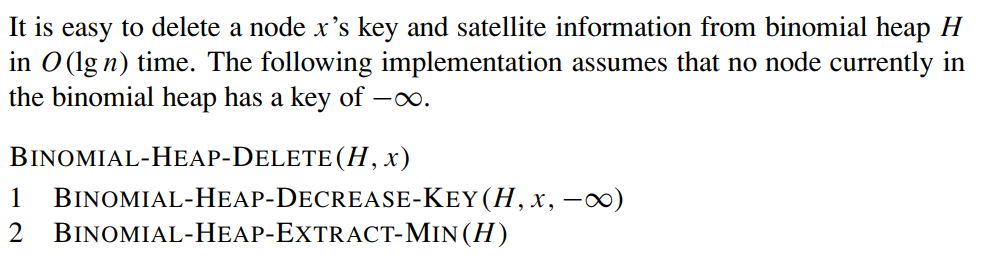 It is easy to delete a node x’s key and satellite information from binomial heap H
in O(lg n) time. The following implementation assumes that no node currently in
the binomial heap has a key of −∞.
BINOMIAL-HEAP-DELETE(H, x)
1 BINOMIAL-HEAP-DECREASE-KEY(H, x, −∞)
2 BINOMIAL-HEAP-EXTRACT-MIN(H)